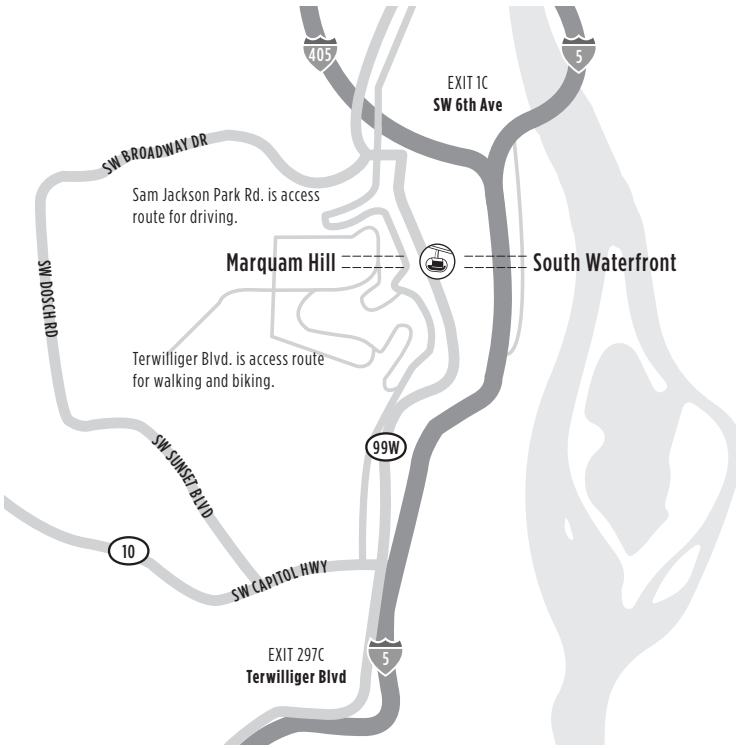 405
5
EXIT 1C
SW 6th Ave
SW BROADWAY DR
Sam Jackson Park Rd. is access
route for driving.
Marquam Hill
South Waterfront
SW DOSCH RD
Terwilliger Blvd. is access route
for walking and biking.
99W
SW SUNSET BLVD
10
SW CAPITOL HWY
EXIT 297C
Terwilliger Blvd
5